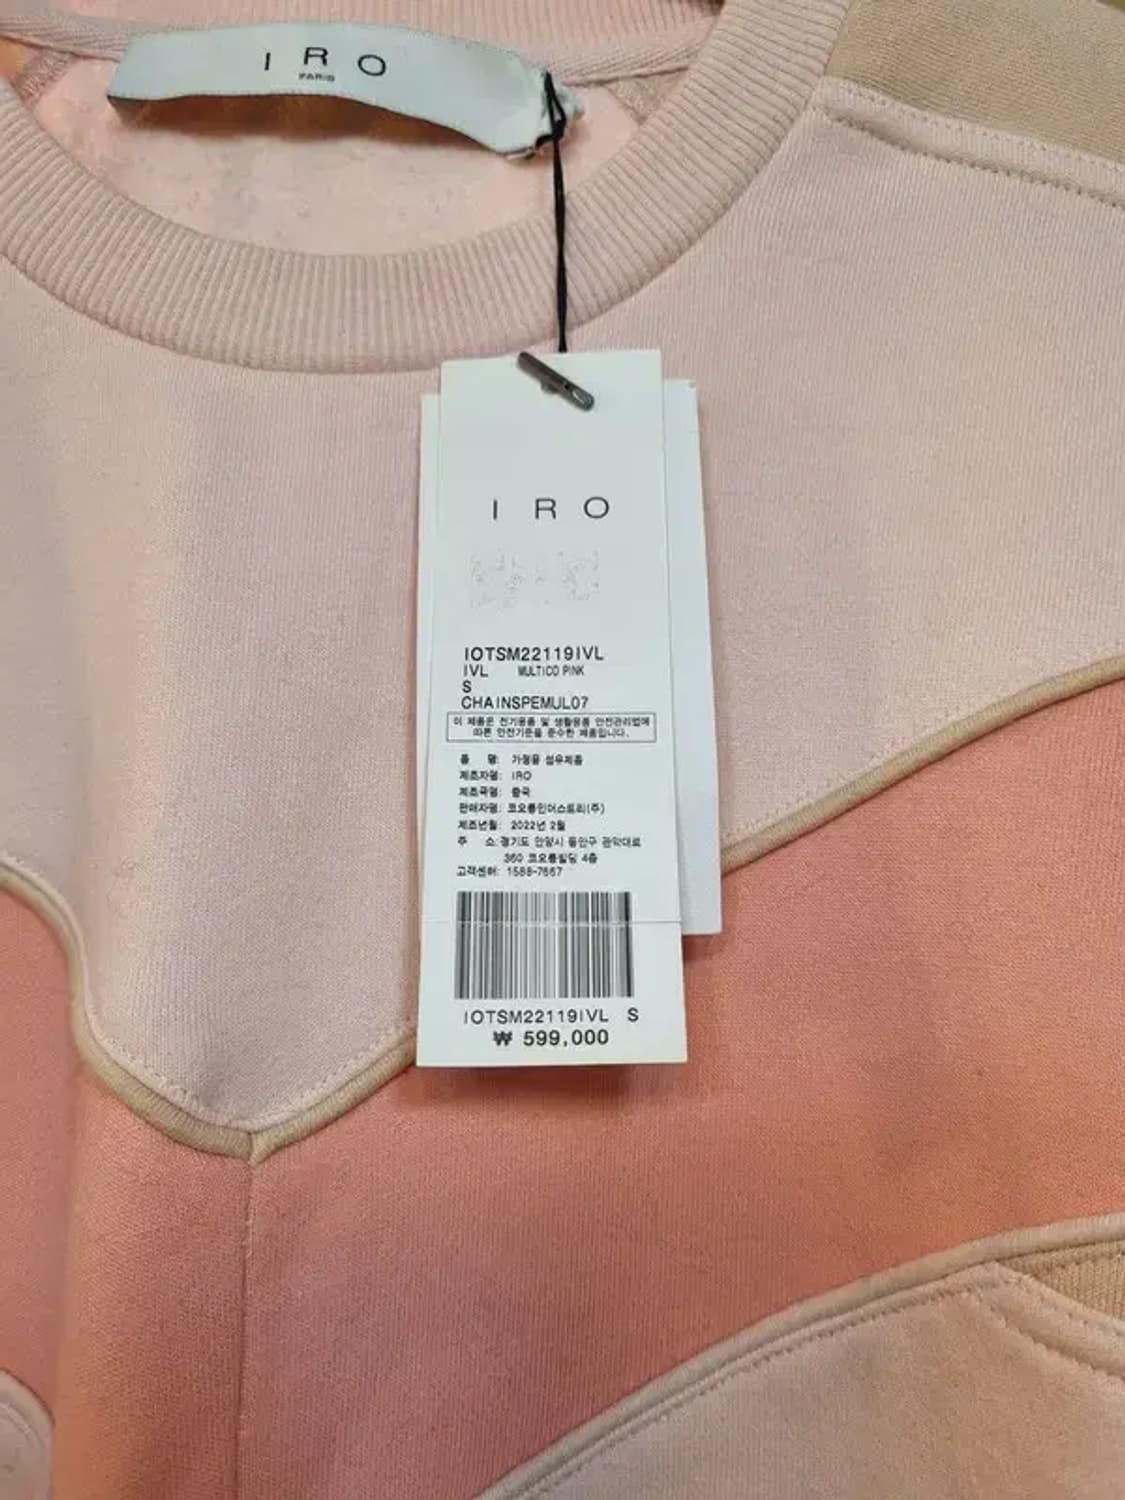 I R O
PARIS
I R O
IOTSM22119IVL
IVL MULTICO PINK
S
CHAINSPEMUL07
이 제품은 전기용품 및 생활용품 안전관리법에
따른 안전기준을 준수한 제품입니다.
품 명: 가정용 섬유제품
제조자명: IRO
제조국명: 중국
판매자명: 코오롱인더스트리(주)
제조년월: 2022년 2월
주 소: 경기도 안양시 동안구 관악대로
360 코오롱빌딩 4층
고객센터: 1588-7667
IOTSM22119IVL S
₩ 599,000